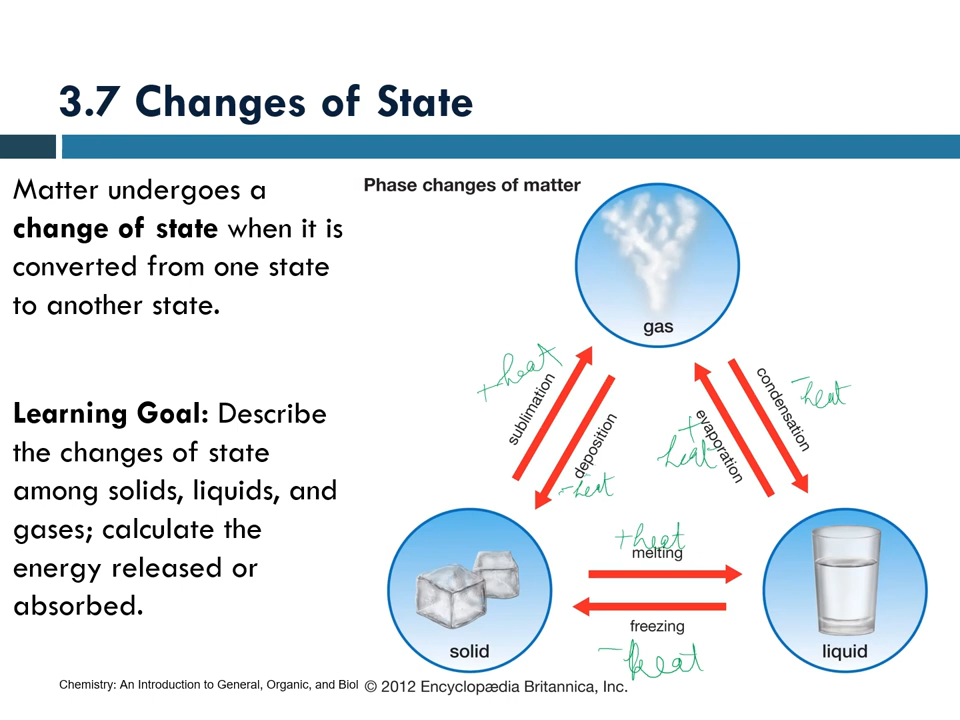 3.7 Changes of State
Matter undergoes a
change of state when it is
converted from one state
to another state.
Learning Goal: Describe
the changes of state
among solids, liquids, and
gases; calculate the
energy released or
absorbed.
Phase changes of matter
gas
+heat
sublimation
deposition
-heat
+
heat
evaporation
condensation
-heat
+heat
melting
freezing
-heat
solid
liquid
Chemistry: An Introduction to General, Organic, and Biol
© 2012 Encyclopædia Britannica, Inc.